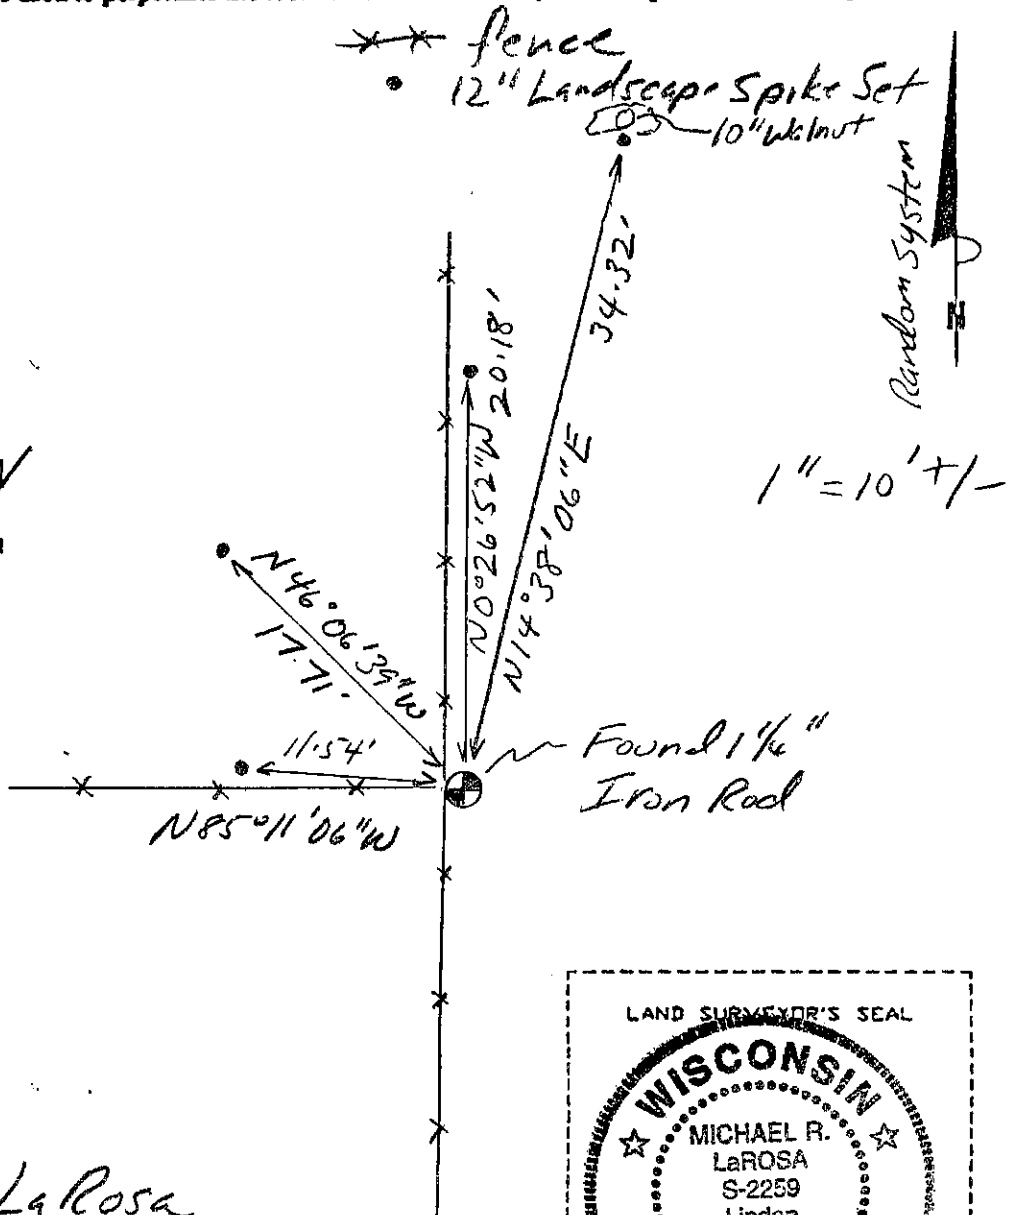 fence
12" Landscape Spike Set
10" Walnut
Random System
N
34.32'
20.18'
N0°26'52"W
N14°38'06"E
1" = 10' +/-
N46°06'39"W
17.71'
11.54'
N85°11'06"W
Found 1 1/4"
Iron Rod
LAND SURVEYOR'S SEAL
WISCONSIN
MICHAEL R.
LaROSA
S-2259
Linden
LaRosa